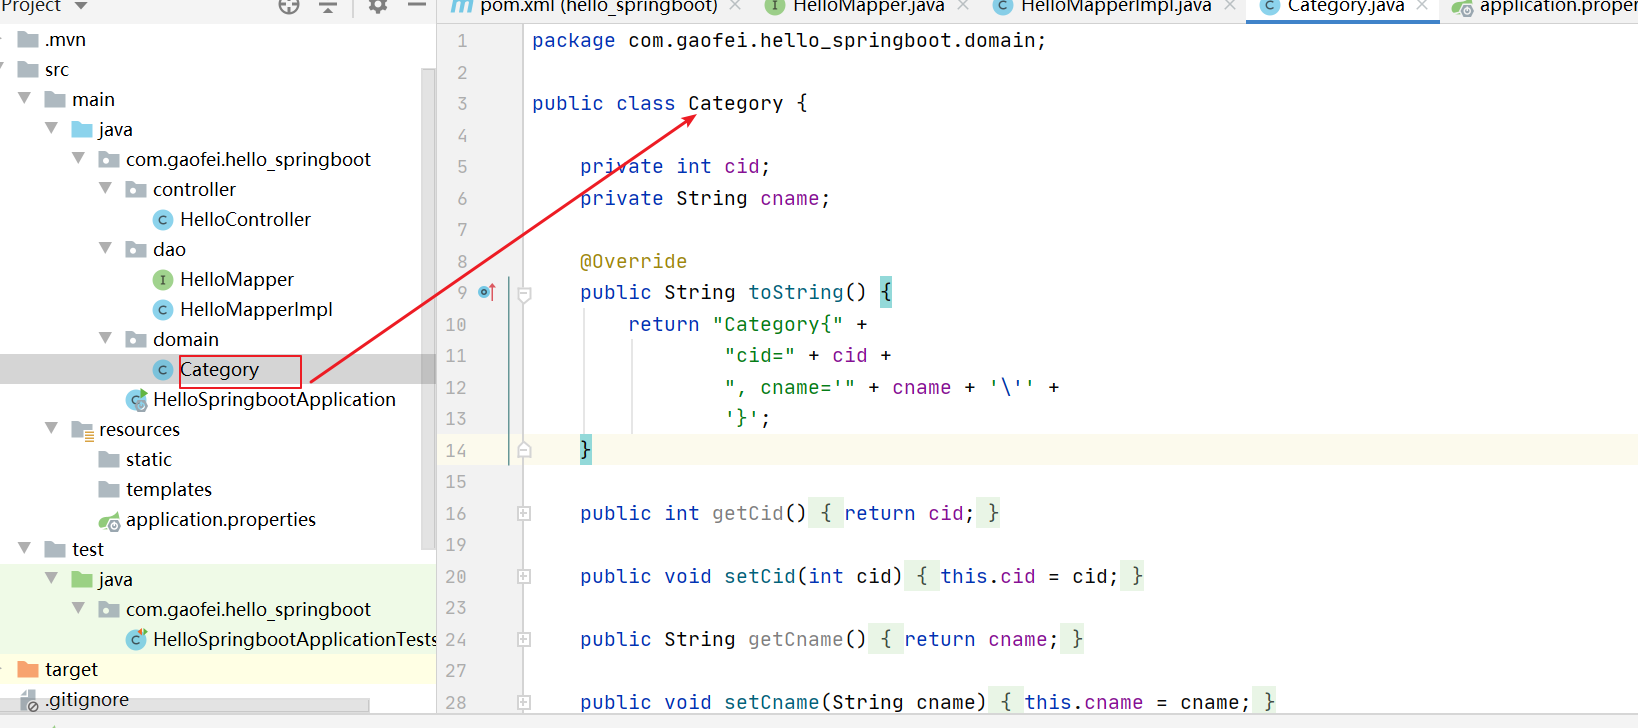 Project
.mvn
src
main
java
com.gaofei.hello_springboot
controller
HelloController
dao
HelloMapper
HelloMapperImpl
domain
Category
HelloSpringbootApplication
resources
static
templates
application.properties
test
java
com.gaofei.hello_springboot
HelloSpringbootApplicationTests
target
.gitignore
pom.xml (hello_springboot) HelloMapper.java HelloMapperImpl.java Category.java application.proper
1 package com.gaofei.hello_springboot.domain;
2
3 public class Category {
4
5 private int cid;
6 private String cname;
7
8 @Override
9 public String toString() {
10 return "Category{" +
11 "cid=" + cid +
12 ", cname='" + cname + '\'' +
13 '}';
14 }
15
16 public int getCid() { return cid; }
19
20 public void setCid(int cid) { this.cid = cid; }
23
24 public String getCname() { return cname; }
27
28 public void setCname(String cname) { this.cname = cname; }